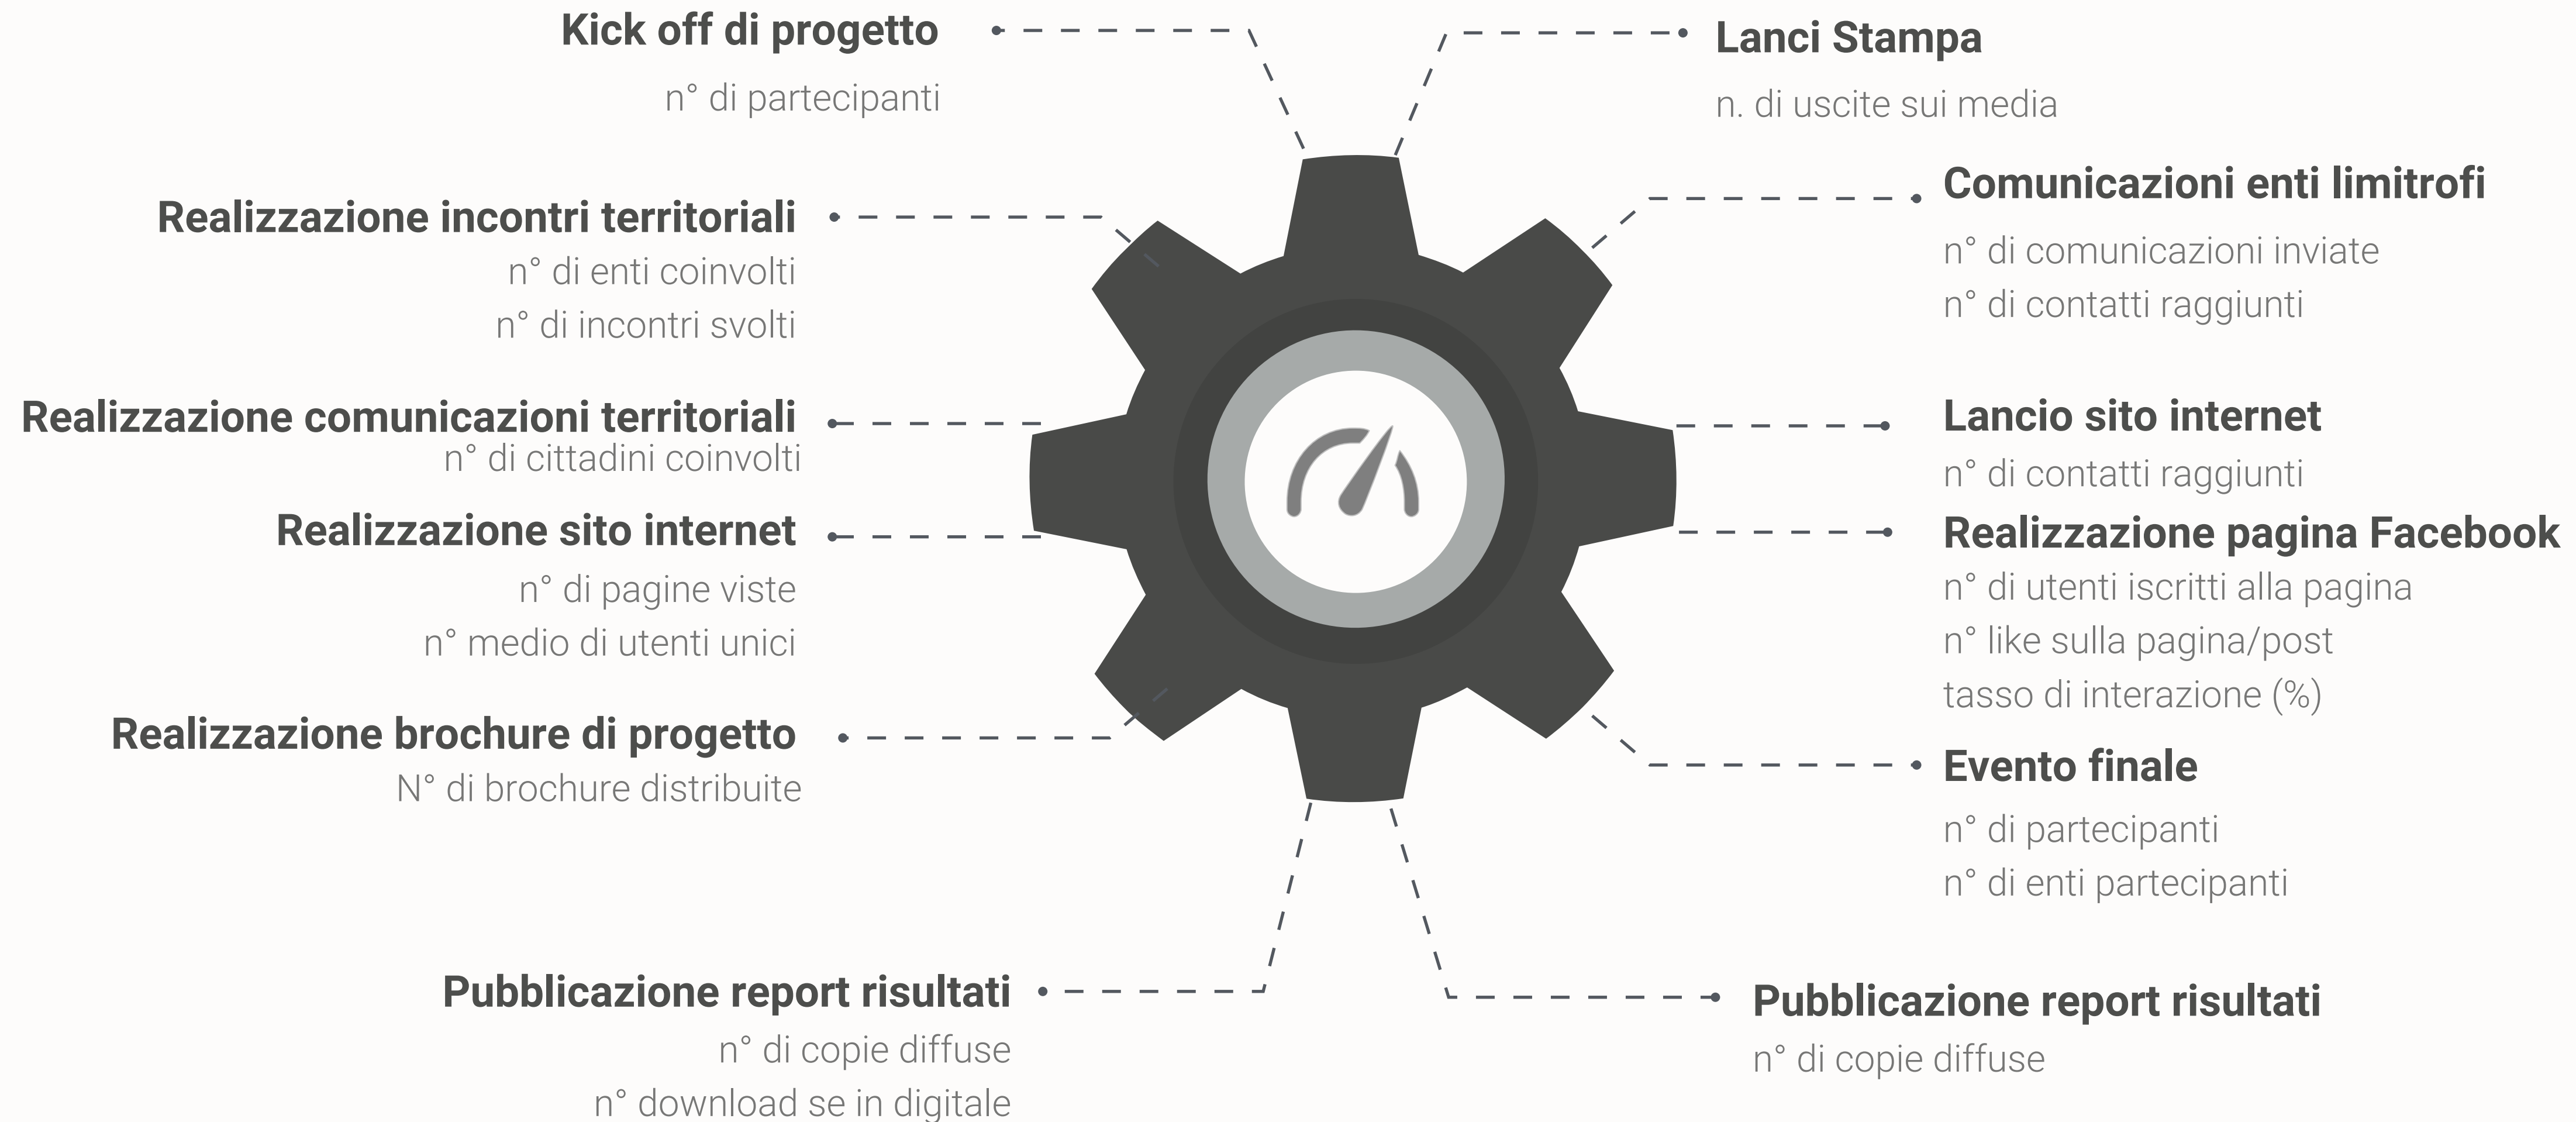 Kick off di progetto
n° di partecipanti
Realizzazione incontri territoriali
n° di enti coinvolti
n° di incontri svolti
Realizzazione comunicazioni territoriali
n° di cittadini coinvolti
Realizzazione sito internet
n° di pagine viste
n° medio di utenti unici
Realizzazione brochure di progetto
N° di brochure distribuite
Pubblicazione report risultati
n° di copie diffuse
n° download se in digitale
Lanci Stampa
n. di uscite sui media
Comunicazioni enti limitrofi
n° di comunicazioni inviate
n° di contatti raggiunti
Lancio sito internet
n° di contatti raggiunti
Realizzazione pagina Facebook
n° di utenti iscritti alla pagina
n° like sulla pagina/post
tasso di interazione (%)
Evento finale
n° di partecipanti
n° di enti partecipanti
Pubblicazione report risultati
n° di copie diffuse